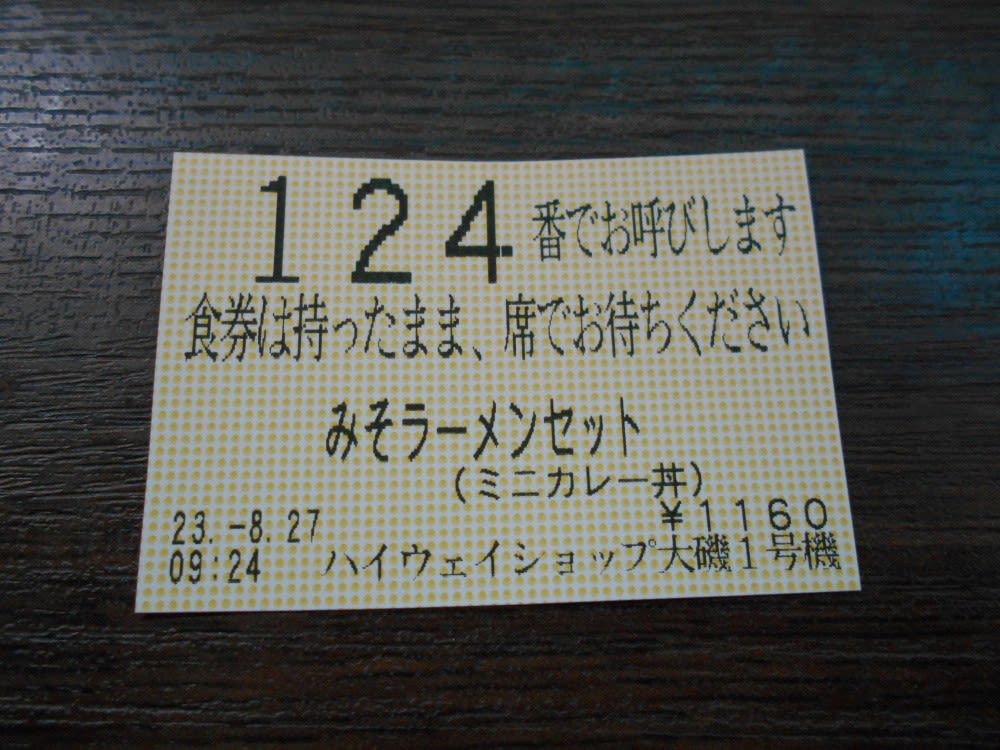 124番でお呼びします
食券は持ったまま、席でお待ちください
みそラーメンセット
(ミニカレー丼)
23.-8.27 ¥1160
09:24 ハイウェイショップ大磯1号機